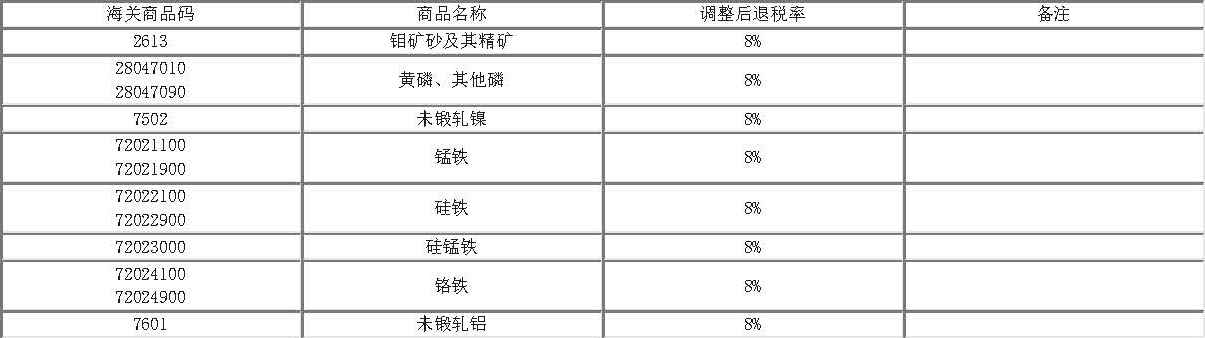 海关商品码 商品名称 调整后退税率 备注
2613 钼矿砂及其精矿 8%
28047010
28047090 黄磷、其他磷 8%
7502 未锻轧镍 8%
72021100
72021900 锰铁 8%
72022100
72022900 硅铁 8%
72023000 硅锰铁 8%
72024100
72024900 铬铁 8%
7601 未锻轧铝 8%